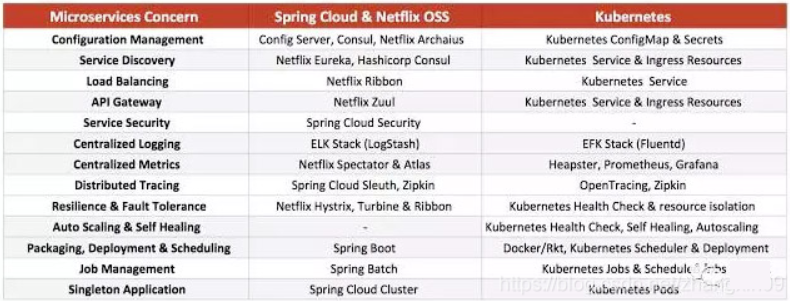 Microservices Concern Spring Cloud & Netflix OSS Kubernetes
Configuration Management Config Server, Consul, Netflix Archaius Kubernetes ConfigMap & Secrets
Service Discovery Netflix Eureka, Hashicorp Consul Kubernetes Service & Ingress Resources
Load Balancing Netflix Ribbon Kubernetes Service
API Gateway Netflix Zuul Kubernetes Service & Ingress Resources
Service Security Spring Cloud Security -
Centralized Logging ELK Stack (LogStash) EFK Stack (Fluentd)
Centralized Metrics Netflix Spectator & Atlas Heapster, Prometheus, Grafana
Distributed Tracing Spring Cloud Sleuth, Zipkin OpenTracing, Zipkin
Resilience & Fault Tolerance Netflix Hystrix, Turbine & Ribbon Kubernetes Health Check & resource isolation
Auto Scaling & Self Healing - Kubernetes Health Check, Self Healing, Autoscaling
Packaging, Deployment & Scheduling Spring Boot Docker/Rkt, Kubernetes Scheduler & Deployment
Job Management Spring Batch Kubernetes Jobs & Scheduled Jobs
Singleton Application Spring Cloud Cluster Kubernetes Pods